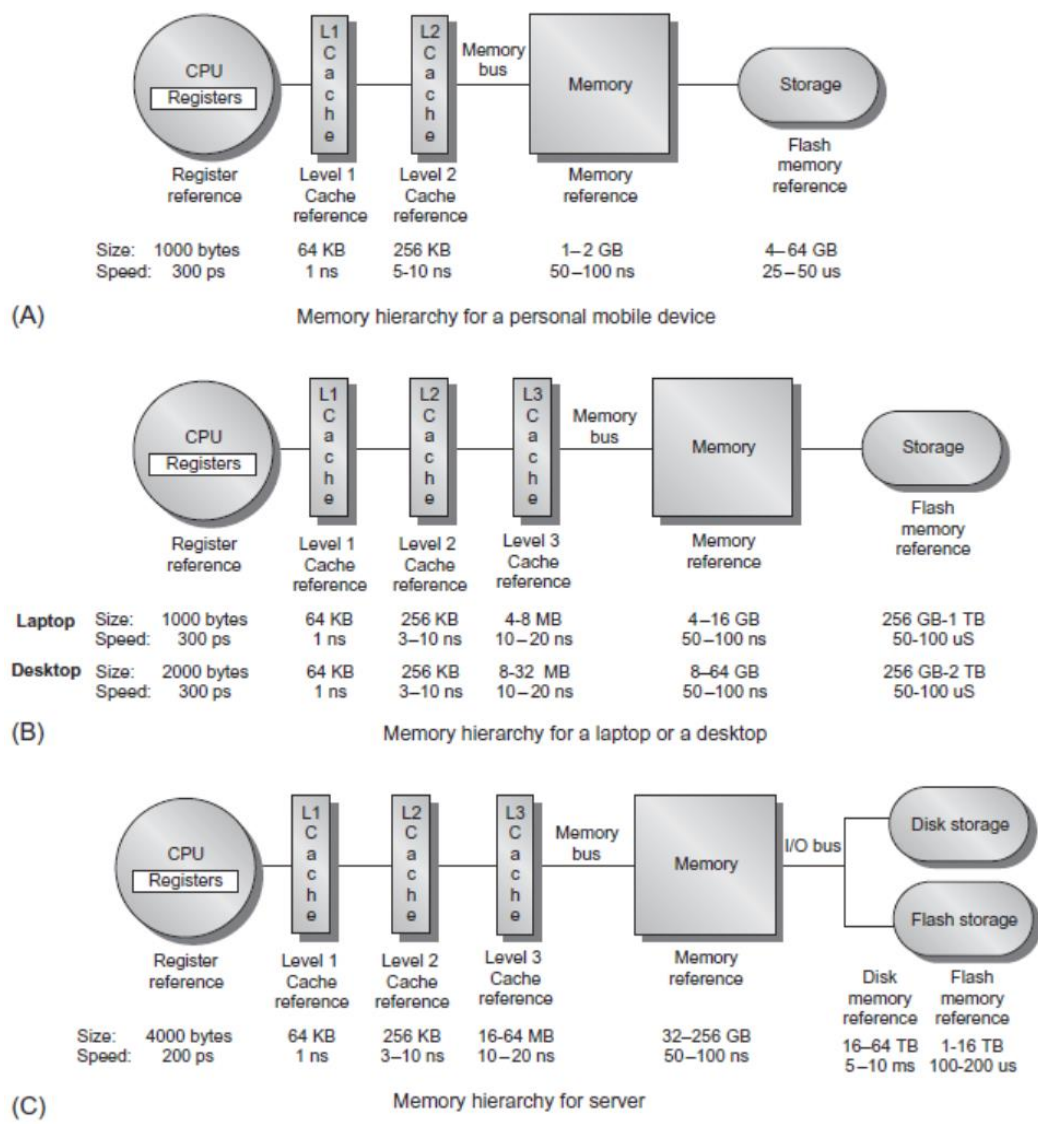 CPU
Registers
L1
C
a
c
h
e
L2
C
a
c
h
e
Memory
bus
Memory
Storage
Register
reference
Level 1
Cache
reference
Level 2
Cache
reference
Memory
reference
Flash
memory
reference
Size: 1000 bytes 64 KB 256 KB 1–2 GB 4–64 GB
Speed: 300 ps 1 ns 5-10 ns 50–100 ns 25–50 us
(A) Memory hierarchy for a personal mobile device
CPU
Registers
L1
C
a
c
h
e
L2
C
a
c
h
e
L3
C
a
c
h
e
Memory
bus
Memory
Storage
Register
reference
Level 1
Cache
reference
Level 2
Cache
reference
Level 3
Cache
reference
Memory
reference
Flash
memory
reference
Laptop Size: 1000 bytes 64 KB 256 KB 4-8 MB 4–16 GB 256 GB-1 TB
Speed: 300 ps 1 ns 3–10 ns 10–20 ns 50–100 ns 50-100 uS
Desktop Size: 2000 bytes 64 KB 256 KB 8-32 MB 8–64 GB 256 GB-2 TB
Speed: 300 ps 1 ns 3–10 ns 10–20 ns 50–100 ns 50-100 uS
(B) Memory hierarchy for a laptop or a desktop
CPU
Registers
L1
C
a
c
h
e
L2
C
a
c
h
e
L3
C
a
c
h
e
Memory
bus
Memory
I/O bus
Disk storage
Flash storage
Register
reference
Level 1
Cache
reference
Level 2
Cache
reference
Level 3
Cache
reference
Memory
reference
Disk
memory
reference
Flash
memory
reference
Size: 4000 bytes 64 KB 256 KB 16-64 MB 32–256 GB 16–64 TB 1-16 TB
Speed: 200 ps 1 ns 3–10 ns 10–20 ns 50–100 ns 5–10 ms 100-200 us
(C) Memory hierarchy for server